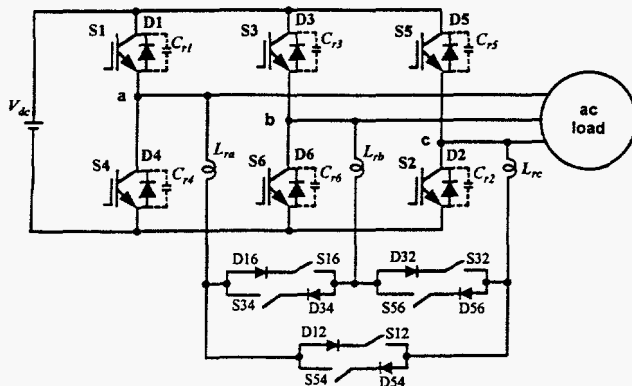 S1 D1 Cr1 S3 D3 Cr3 S5 D5 Cr5
Vdc
a
b
c
ac
load
S4 D4 Cr4 Lra S6 D6 Cr6 Lrb D2 S2 Cr2 Lrc
D16 S16 D32 S32
S34 D34 S56 D56
D12 S12
S54 D54